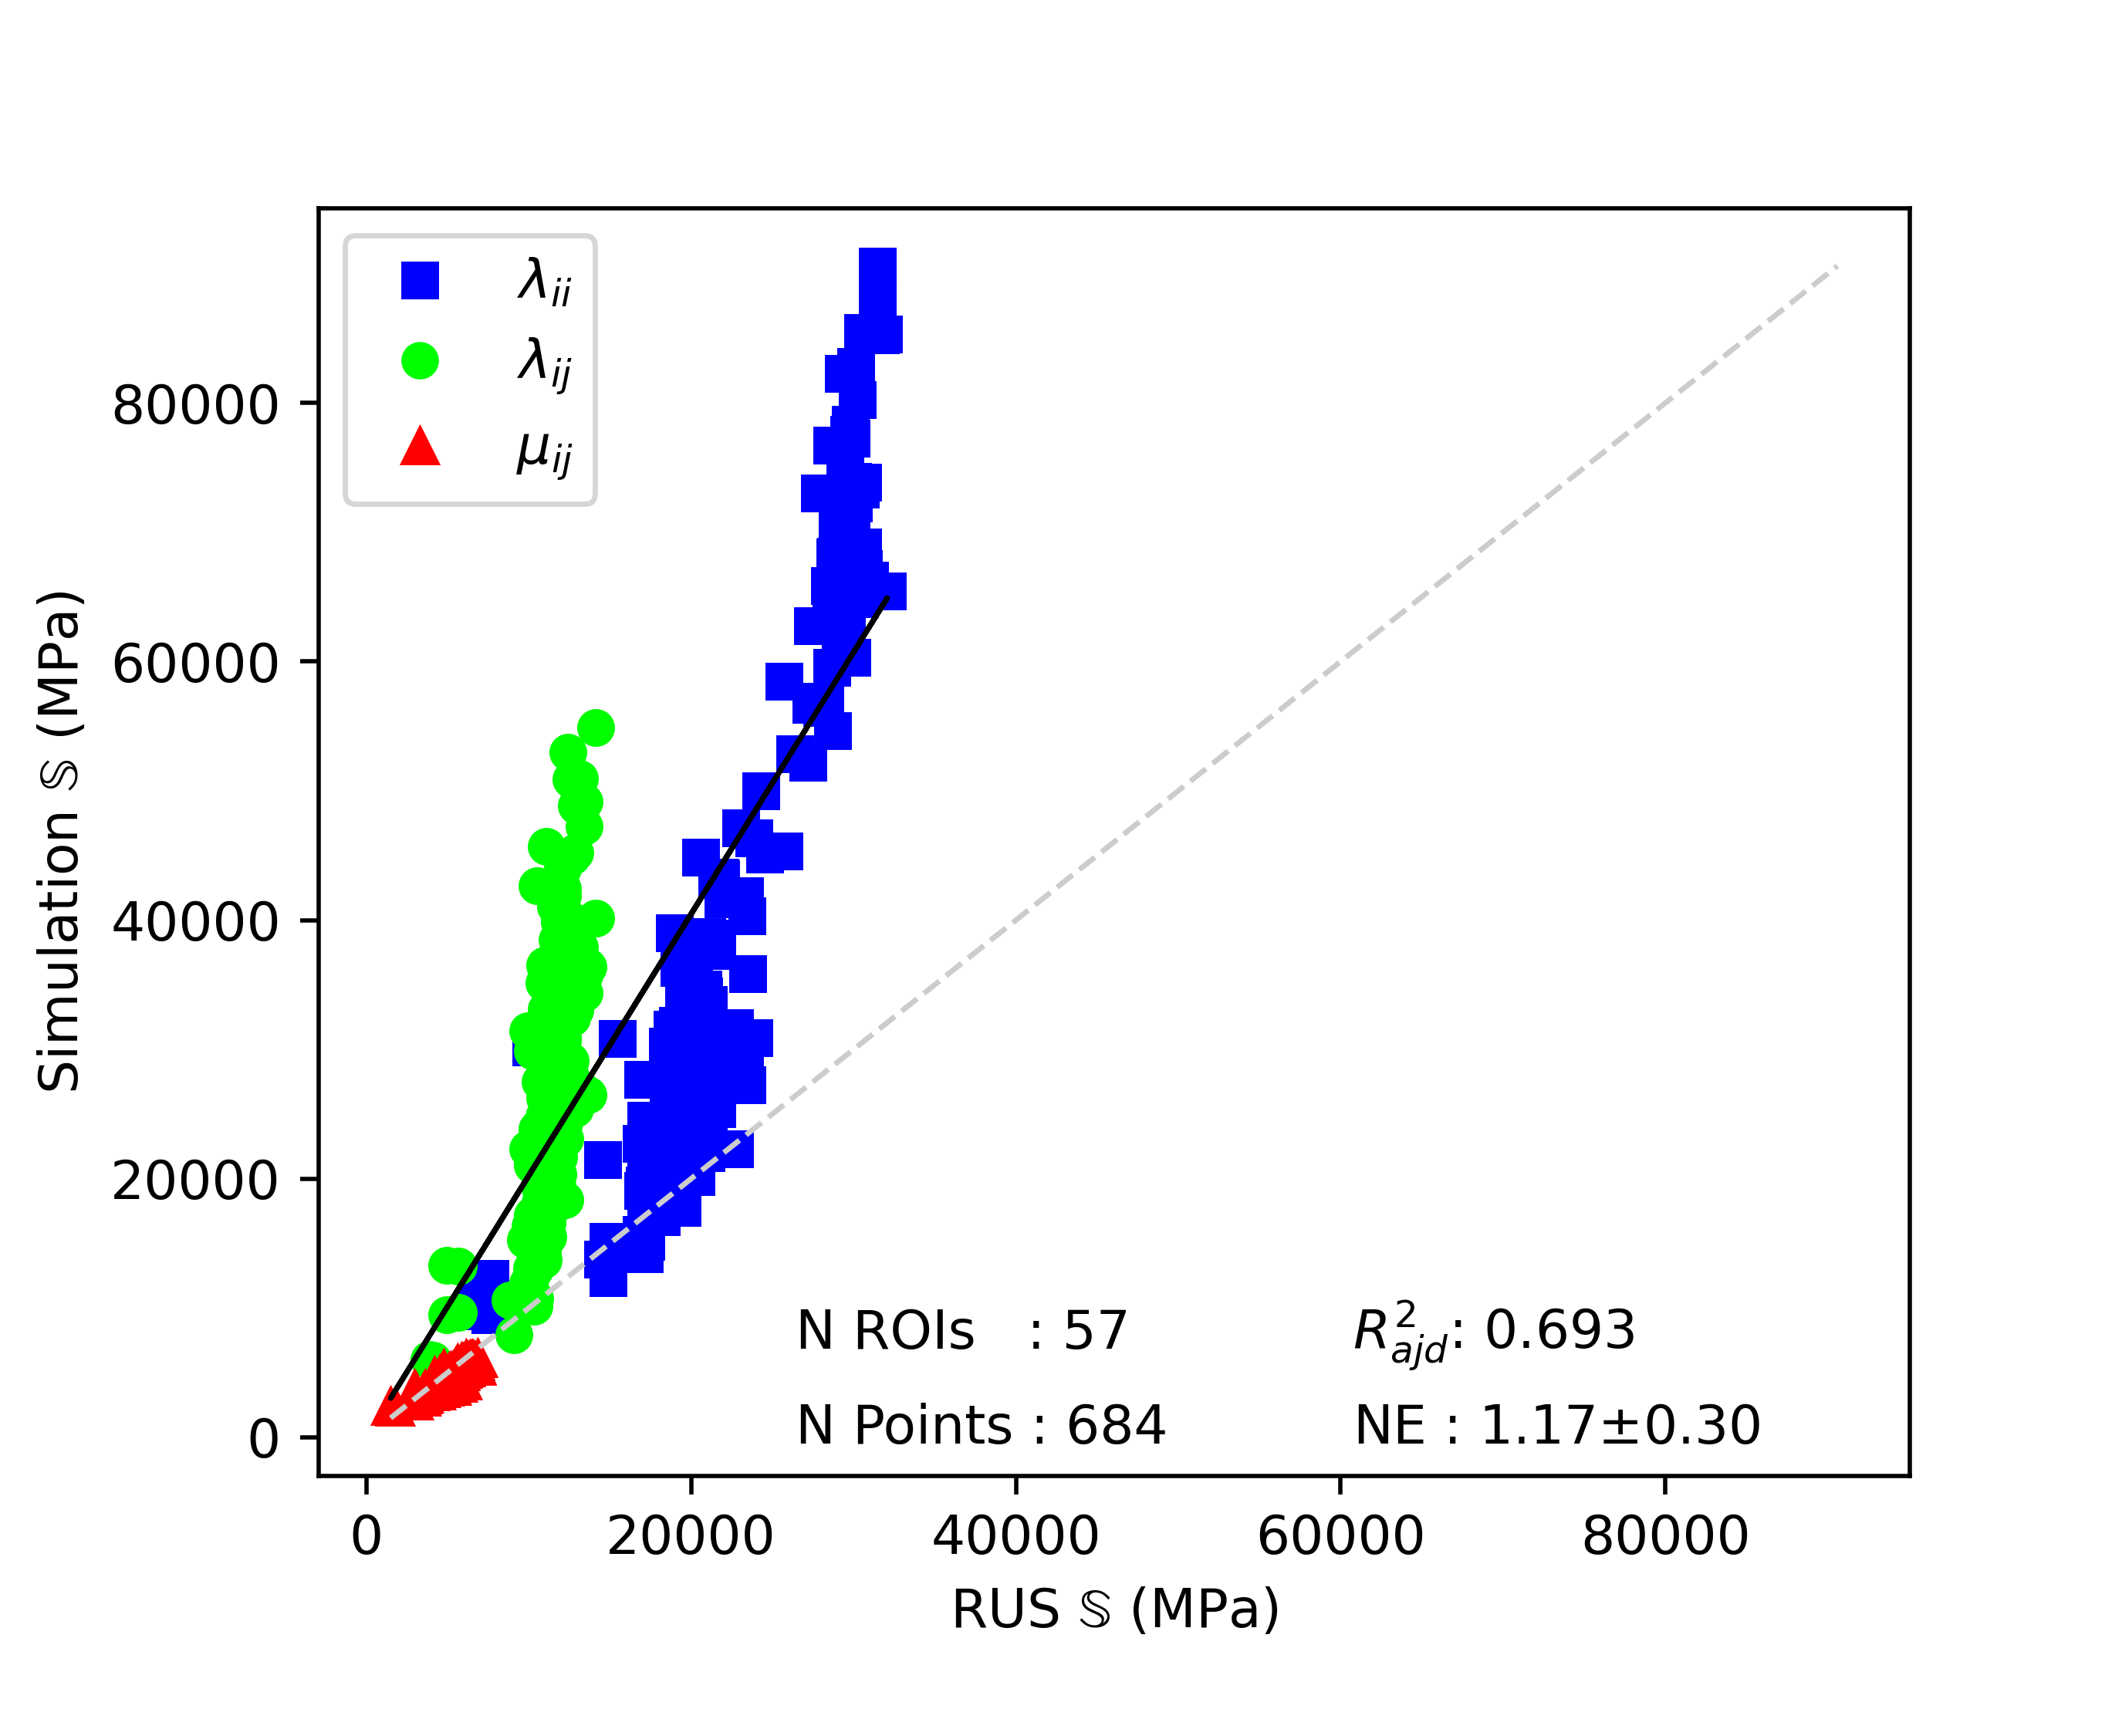 λii
λij
μij
80000
60000
40000
20000
0
Simulation 𝕊 (MPa)
N ROIs : 57
R²ajd: 0.693
N Points : 684
NE : 1.17±0.30
0 20000 40000 60000 80000
RUS 𝕊 (MPa)